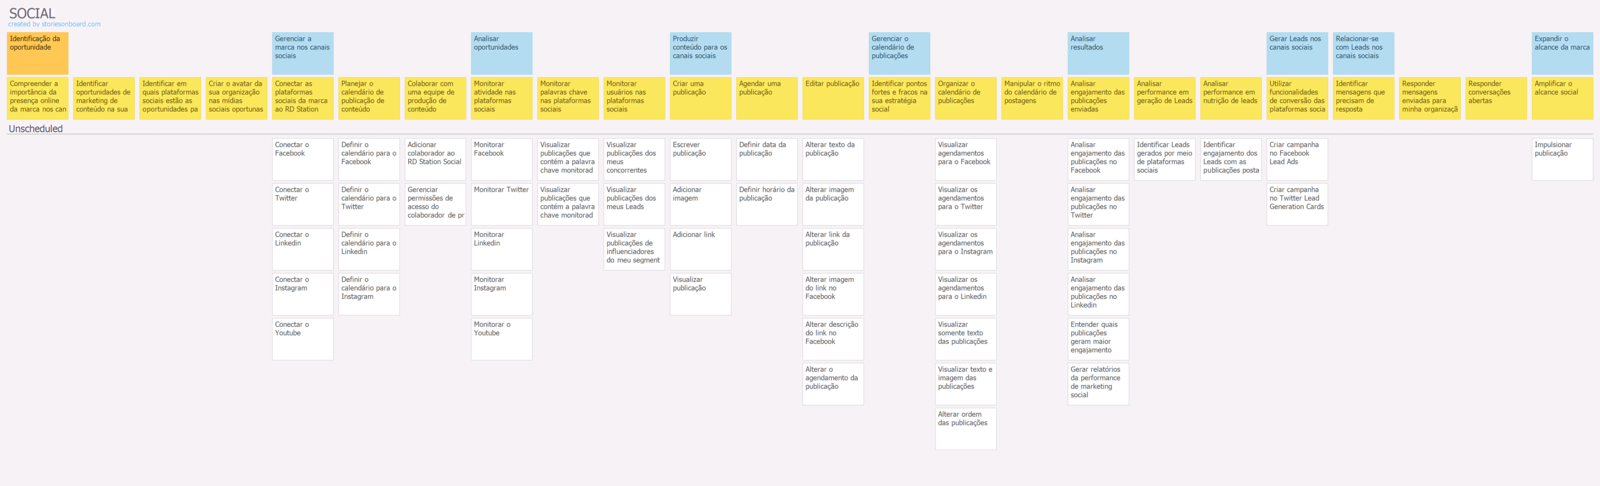 SOCIAL
created by storiesonboard.com
Identificação da
oportunidade
Gerenciar a
marca nos canais
sociais
Analisar
oportunidades
Produzir
conteúdo para os
canais sociais
Gerenciar o
calendário de
publicações
Analisar
resultados
Gerar Leads nos
canais sociais
Relacionar-se
com Leads nos
canais sociais
Expandir o
alcance da marca
Compreender a
importância da
presença online
da marca nos can
Identificar
oportunidades de
marketing de
conteúdo na sua
Identificar em
quais plataformas
sociais estão as
oportunidades pa
Criar o avatar da
sua organização
nas mídias
sociais oportunas
Conectar as
plataformas
sociais da marca
ao RD Station
Planejar o
calendário de
publicação de
conteúdo
Colaborar com
uma equipe de
produção de
conteúdo
Monitorar
atividade nas
plataformas
sociais
Monitorar
palavras chave nas
plataformas
sociais
Monitorar
usuários nas
plataformas
sociais
Criar uma
publicação
Agendar uma
publicação
Editar publicação
Identificar pontos
fortes e fracos na
sua estratégia
social
Organizar o
calendário de
publicações
Manipular o ritmo
do calendário de
postagens
Analisar
engajamento das
publicações
enviadas
Analisar
performance em
geração de Leads
Analisar
performance em
nutrição de leads
Utilizar
funcionalidades
de conversão das
plataformas socia
Identificar
mensagens que
precisam de
resposta
Responder
mensagens
enviadas para
minha organizaçã
Responder
conversações
abertas
Amplificar o
alcance social
Unscheduled
Conectar o
Facebook
Definir o
calendário para o
Facebook
Adicionar
colaborador ao
RD Station Social
Monitorar
Facebook
Visualizar
publicações que
contém a palavra
chave monitorad
Visualizar
publicações dos
meus
concorrentes
Escrever
publicação
Definir data da
publicação
Alterar texto da
publicação
Visualizar
agendamentos
para o Facebook
Analisar
engajamento das
publicações no
Facebook
Identificar Leads
gerados por meio
de plataformas
sociais
Identificar
engajamento dos
Leads com as
publicações posta
Criar campanha
no Facebook
Lead Ads
Impulsionar
publicação
Conectar o
Twitter
Definir o
calendário para o
Twitter
Gerenciar
permissões de
acesso do
colaborador de pr
Monitorar Twitter
Visualizar
publicações que
contém a palavra
chave monitorad
Visualizar
publicações dos
meus Leads
Adicionar
imagem
Definir horário da
publicação
Alterar imagem
da publicação
Visualizar os
agendamentos
para o Twitter
Analisar
engajamento das
publicações no
Twitter
Criar campanha
no Twitter Lead
Generation Cards
Conectar o
Linkedin
Definir o
calendário para o
Linkedin
Monitorar
Linkedin
Visualizar
publicações de
influenciadores
do meu segment
Adicionar link
Alterar link da
publicação
Visualizar os
agendamentos
para o Instagram
Analisar
engajamento das
publicações no
Instagram
Conectar o
Instagram
Definir o
calendário para o
Instagram
Monitorar
Instagram
Visualizar
publicação
Alterar imagem
do link no
Facebook
Visualizar os
agendamentos
para o Linkedin
Analisar
engajamento das
publicações no
Linkedin
Conectar o
Youtube
Monitorar o
Youtube
Alterar descrição
do link no
Facebook
Visualizar
somente texto
das publicações
Entender quais
publicações
geram maior
engajamento
Alterar o
agendamento da
publicação
Visualizar texto e
imagem das
publicações
Gerar relatórios
da performance
de marketing
social
Alterar ordem
das publicações